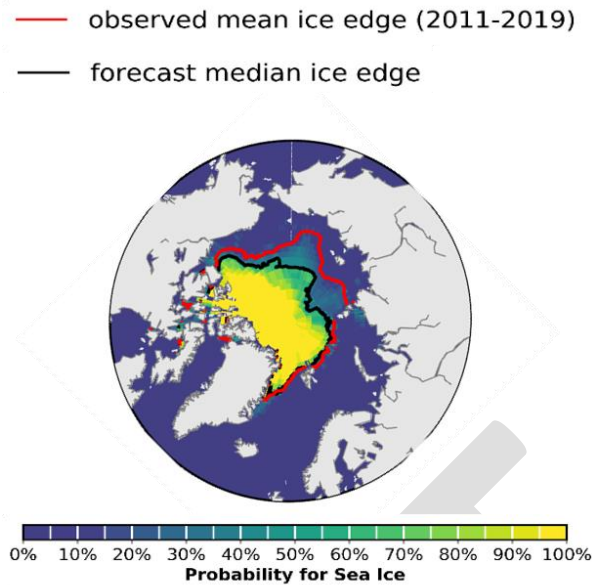 observed mean ice edge (2011-2019)
forecast median ice edge
0% 10% 20% 30% 40% 50% 60% 70% 80% 90% 100%
Probability for Sea Ice